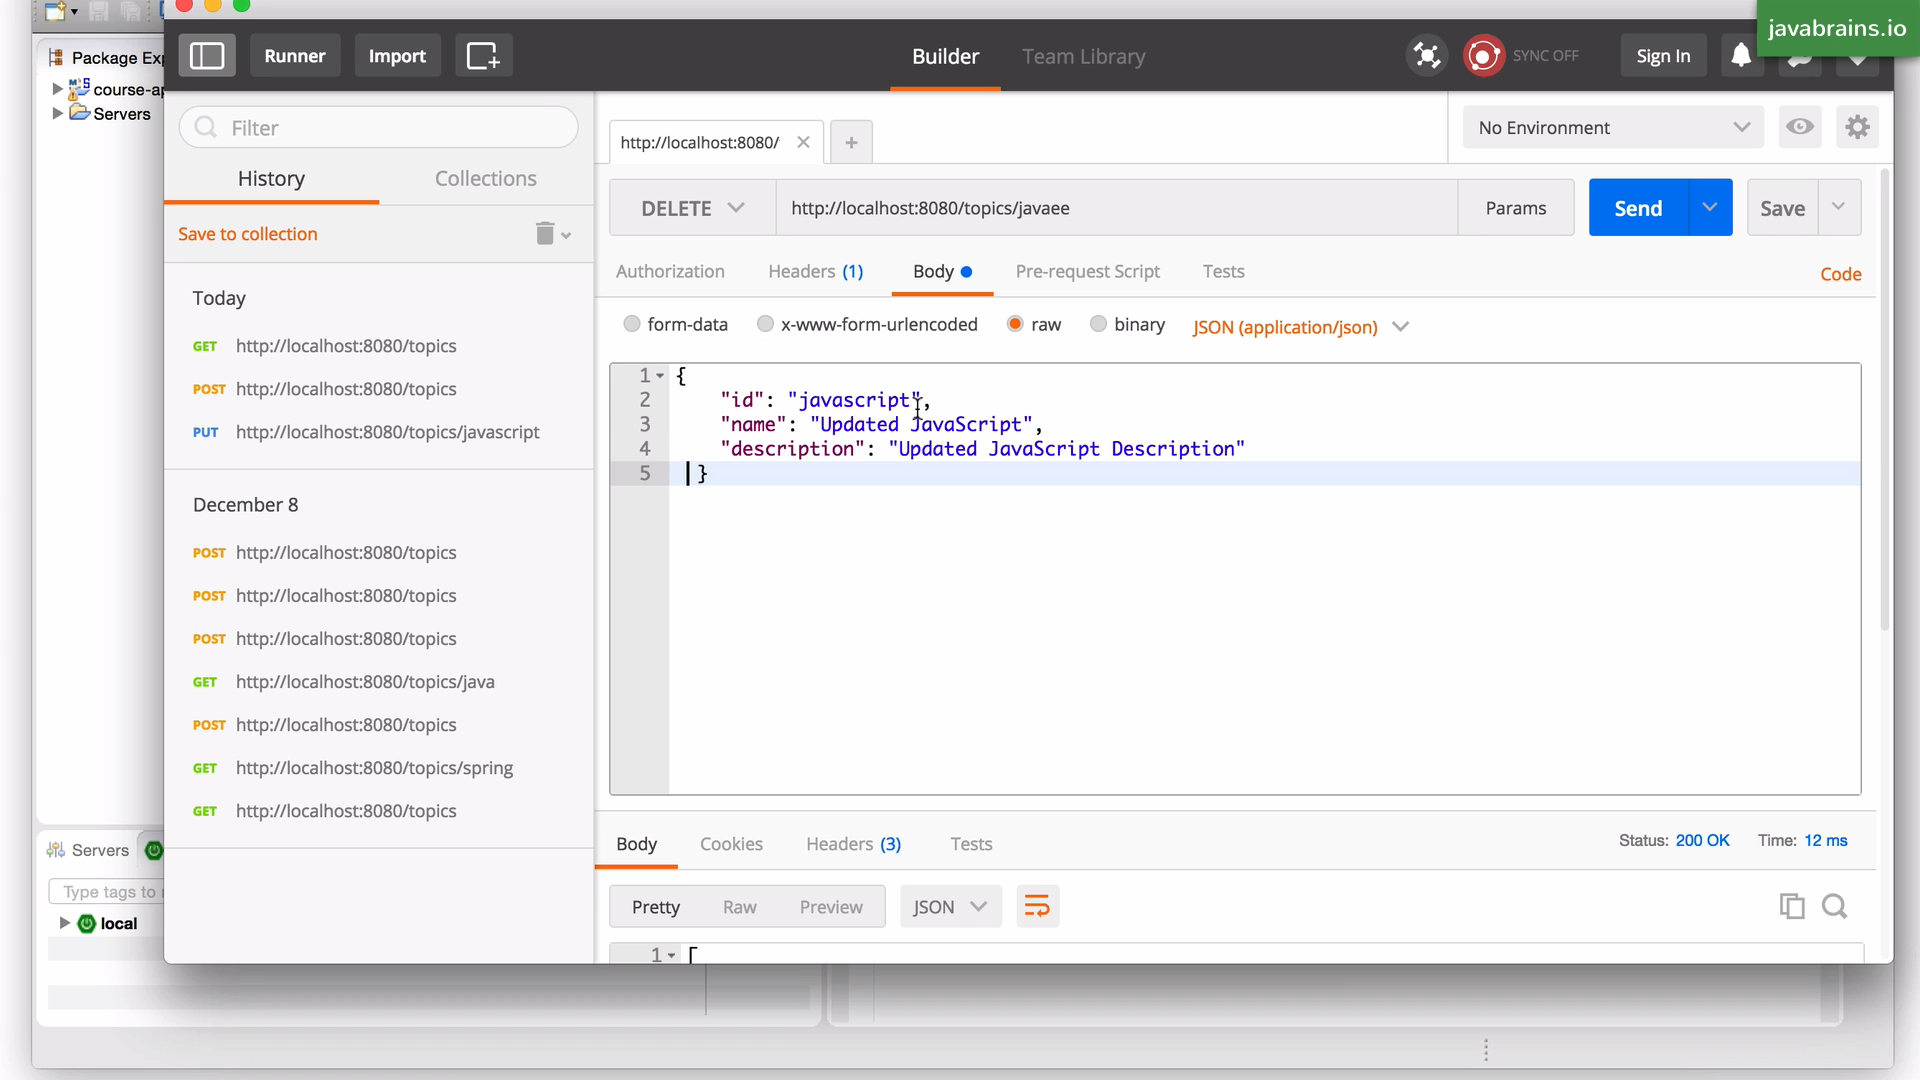 javabrains.io
Package Exp
course-ap
Servers
Runner
Import
Builder
Team Library
SYNC OFF
Sign In
Filter
History
Collections
Save to collection
Today
GET http://localhost:8080/topics
POST http://localhost:8080/topics
PUT http://localhost:8080/topics/javascript
December 8
POST http://localhost:8080/topics
POST http://localhost:8080/topics
POST http://localhost:8080/topics
GET http://localhost:8080/topics/java
POST http://localhost:8080/topics
GET http://localhost:8080/topics/spring
GET http://localhost:8080/topics
http://localhost:8080/
No Environment
DELETE
http://localhost:8080/topics/javaee
Params
Send
Save
Authorization
Headers (1)
Body
Pre-request Script
Tests
Code
form-data
x-www-form-urlencoded
raw
binary
JSON (application/json)
1 {
2 "id": "javascript",
3 "name": "Updated JavaScript",
4 "description": "Updated JavaScript Description"
5 }
Body
Cookies
Headers (3)
Tests
Status: 200 OK
Time: 12 ms
Pretty
Raw
Preview
JSON
1 [
Servers
Type tags to
local